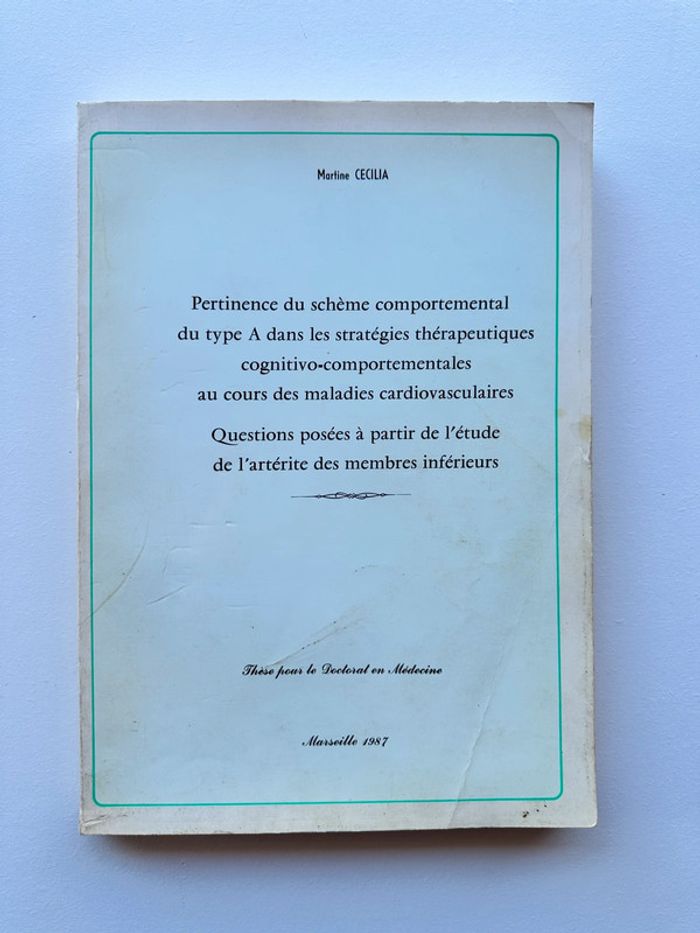 Martine CECILIA
Pertinence du schème comportemental
du type A dans les stratégies thérapeutiques
cognitivo-comportementales
au cours des maladies cardiovasculaires
Questions posées à partir de l'étude
de l'artérite des membres inférieurs
Thèse pour le Doctorat en Médecine
Marseille 1987